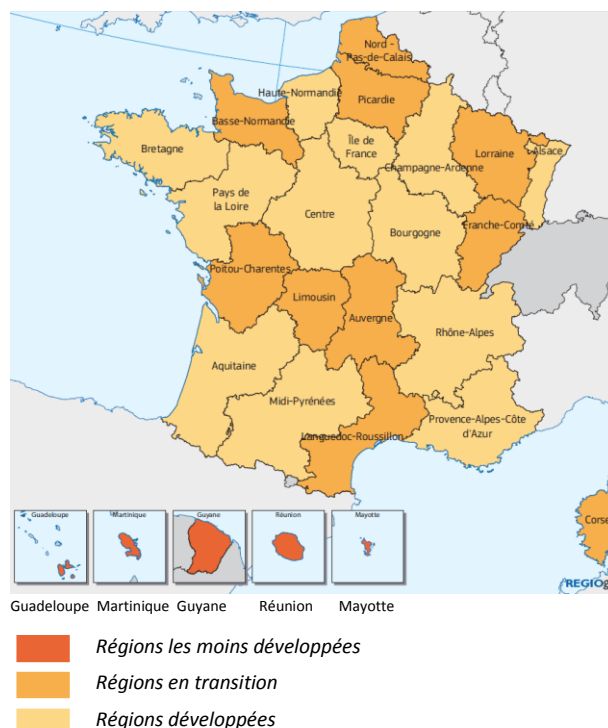 Nord -
Pas-de-Calais
Haute-Normandie
Picardie
Basse-Normandie
Île de
France
Lorraine
Alsace
Champagne-Ardenne
Bretagne
Pays de
la Loire
Centre
Bourgogne
Franche-Comté
Poitou-Charentes
Limousin
Auvergne
Rhône-Alpes
Aquitaine
Midi-Pyrénées
Languedoc-Roussillon
Provence-Alpes-Côte
d'Azur
Corse
Guadeloupe
Martinique
Guyane
Réunion
Mayotte
REGIOg
Guadeloupe Martinique Guyane Réunion Mayotte
Régions les moins développées
Régions en transition
Régions développées